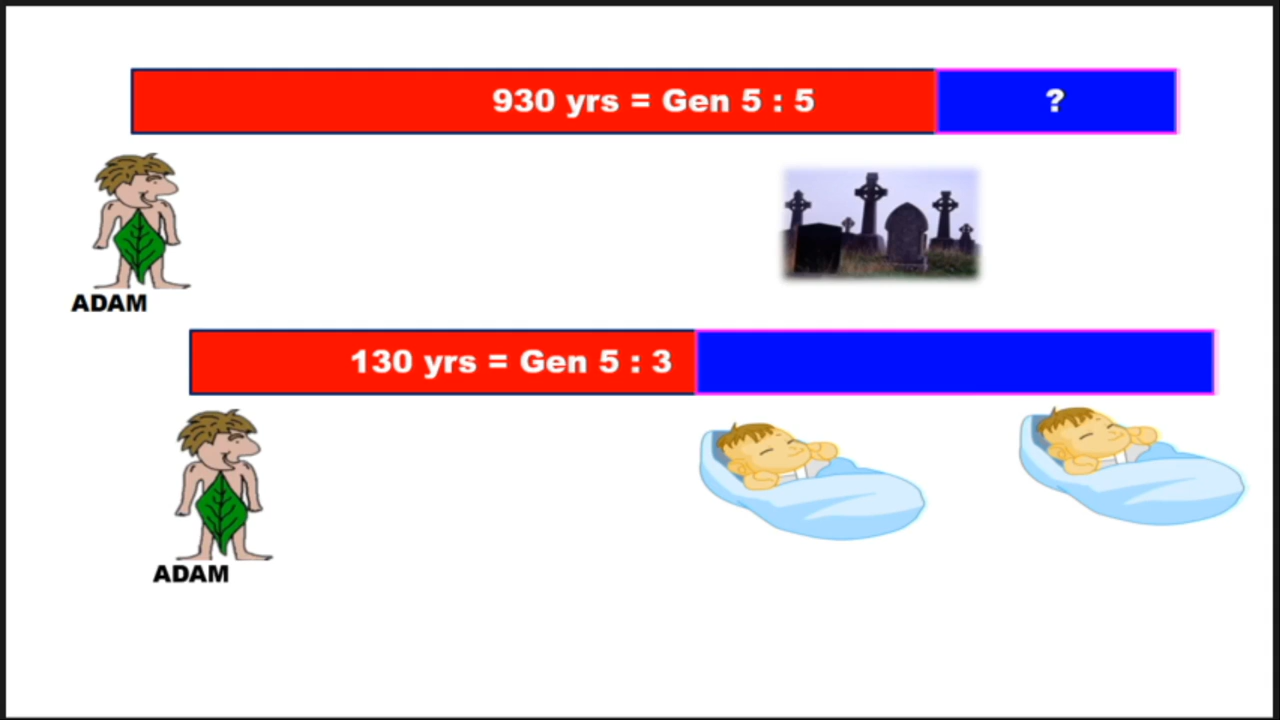 930 yrs = Gen 5 : 5
?
ADAM
130 yrs = Gen 5 : 3
ADAM